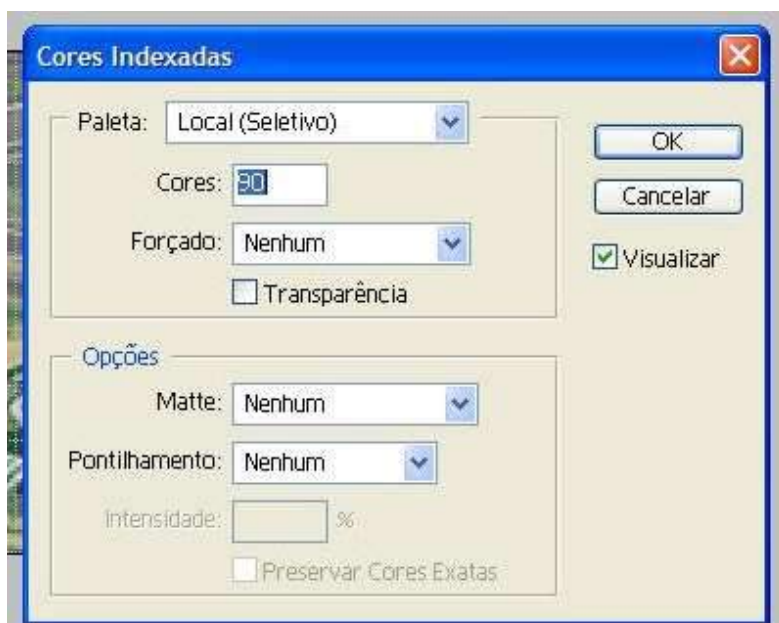 Cores Indexadas
Paleta: Local (Seletivo)
OK
Cores: 90
Cancelar
Forçado: Nenhum
Visualizar
Transparência
Opções
Matte: Nenhum
Pontilhamento: Nenhum
Intensidade: %
Preservar Cores Exatas